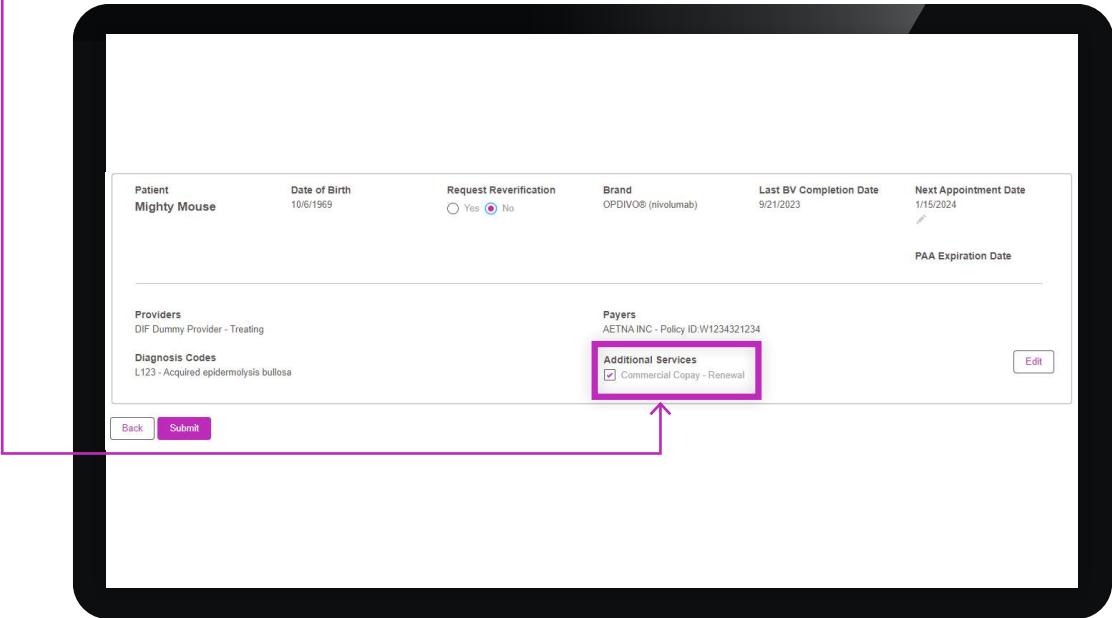 Patient
Mighty Mouse
Date of Birth
10/6/1969
Request Reverification
Yes No
Brand
OPDIVO® (nivolumab)
Last BV Completion Date
9/21/2023
Next Appointment Date
1/15/2024
PAA Expiration Date
Providers
DIF Dummy Provider - Treating
Payers
AETNA INC - Policy ID:W1234321234
Diagnosis Codes
L123 - Acquired epidermolysis bullosa
Additional Services
Commercial Copay - Renewal
Edit
Back
Submit